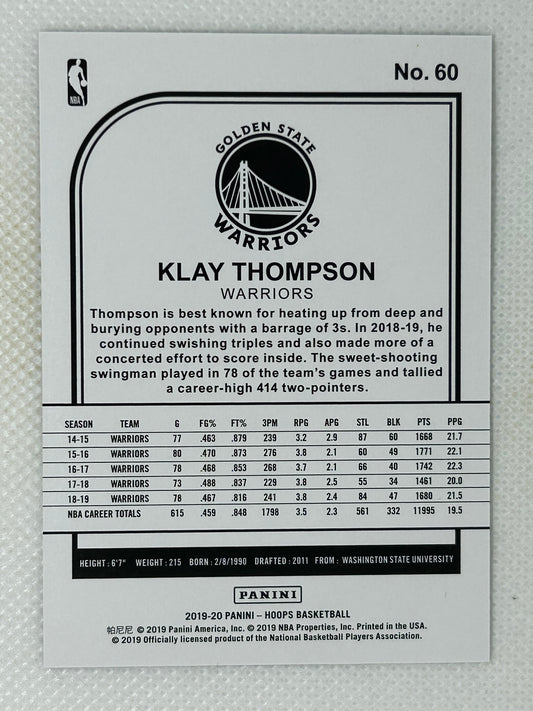 No. 60
NBA
GOLDEN STATE
WARRIORS
KLAY THOMPSON
WARRIORS
Thompson is best known for heating up from deep and
burying opponents with a barrage of 3s. In 2018-19, he
continued swishing triples and also made more of a
concerted effort to score inside. The sweet-shooting
swingman played in 78 of the team's games and tallied
a career-high 414 two-pointers.
SEASON TEAM G FG% FT% 3PM RPG APG STL BLK PTS PPG
14-15 WARRIORS 77 .463 .879 239 3.2 2.9 87 60 1668 21.7
15-16 WARRIORS 80 .470 .873 276 3.8 2.1 60 49 1771 22.1
16-17 WARRIORS 78 .468 .853 268 3.7 2.1 66 40 1742 22.3
17-18 WARRIORS 73 .488 .837 229 3.8 2.5 55 34 1461 20.0
18-19 WARRIORS 78 .467 .816 241 3.8 2.4 84 47 1680 21.5
NBA CAREER TOTALS 615 .459 .848 1798 3.5 2.3 561 332 11995 19.5
HEIGHT: 6'7" WEIGHT: 215 BORN: 2/8/1990 DRAFTED: 2011 FROM: WASHINGTON STATE UNIVERSITY
PANINI
2019-20 PANINI – HOOPS BASKETBALL
帕尼尼 © 2019 Panini America, Inc. © 2019 NBA Properties, Inc. Printed in the USA.
© 2019 Officially licensed product of the National Basketball Players Association.